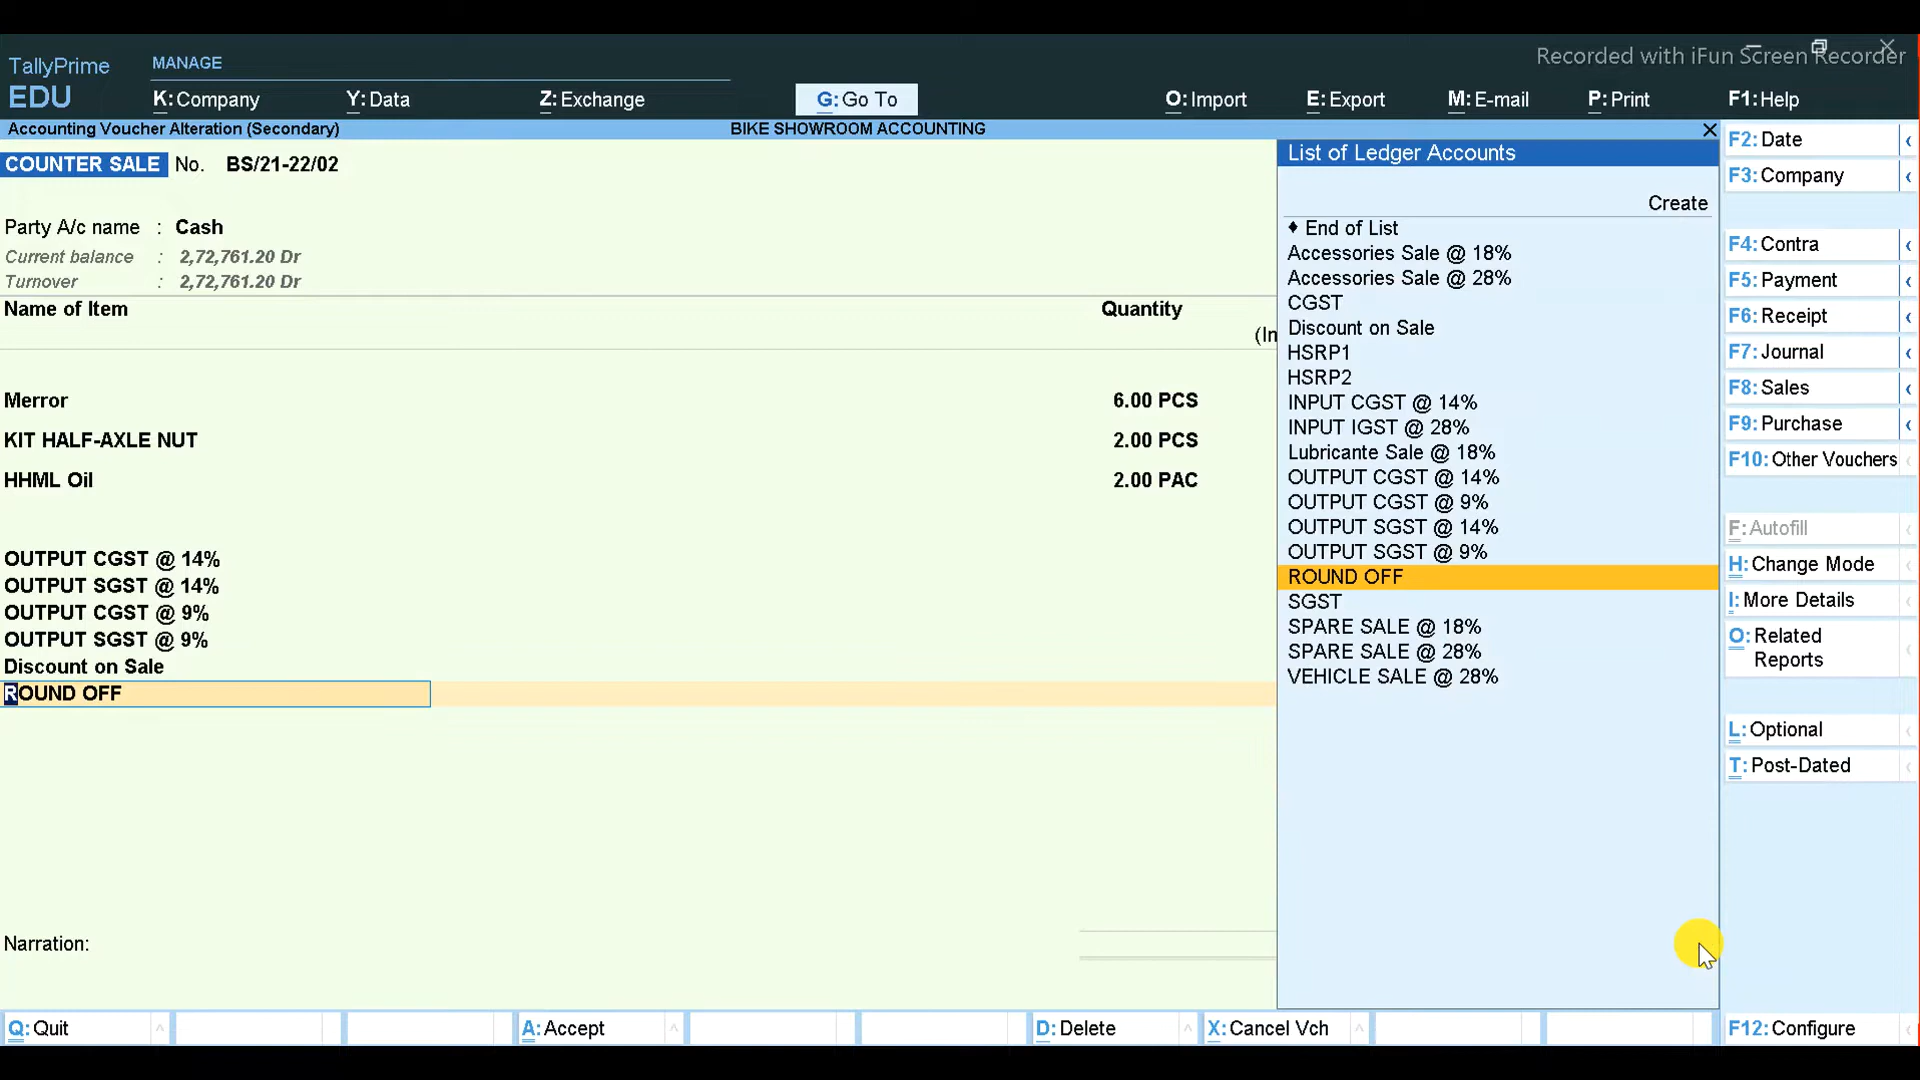 Recorded with iFun Screen Recorder
TallyPrime
EDU
MANAGE
K:Company
Y:Data
Z:Exchange
G:Go To
O:Import
E:Export
M:E-mail
P:Print
F1:Help
Accounting Voucher Alteration (Secondary)
BIKE SHOWROOM ACCOUNTING
COUNTER SALE No. BS/21-22/02
Party A/c name : Cash
Current balance : 2,72,761.20 Dr
Turnover : 2,72,761.20 Dr
Name of Item
Quantity
(In
Merror 6.00 PCS
KIT HALF-AXLE NUT 2.00 PCS
HHML Oil 2.00 PAC
OUTPUT CGST @ 14%
OUTPUT SGST @ 14%
OUTPUT CGST @ 9%
OUTPUT SGST @ 9%
Discount on Sale
ROUND OFF
Narration:
List of Ledger Accounts
Create
♦ End of List
Accessories Sale @ 18%
Accessories Sale @ 28%
CGST
Discount on Sale
HSRP1
HSRP2
INPUT CGST @ 14%
INPUT IGST @ 28%
Lubricante Sale @ 18%
OUTPUT CGST @ 14%
OUTPUT CGST @ 9%
OUTPUT SGST @ 14%
OUTPUT SGST @ 9%
ROUND OFF
SGST
SPARE SALE @ 18%
SPARE SALE @ 28%
VEHICLE SALE @ 28%
F2:Date
F3:Company
F4:Contra
F5:Payment
F6:Receipt
F7:Journal
F8:Sales
F9:Purchase
F10:Other Vouchers
F:Autofill
H:Change Mode
I:More Details
O:Related
Reports
L:Optional
T:Post-Dated
Q:Quit
A:Accept
D:Delete
X:Cancel Vch
F12:Configure